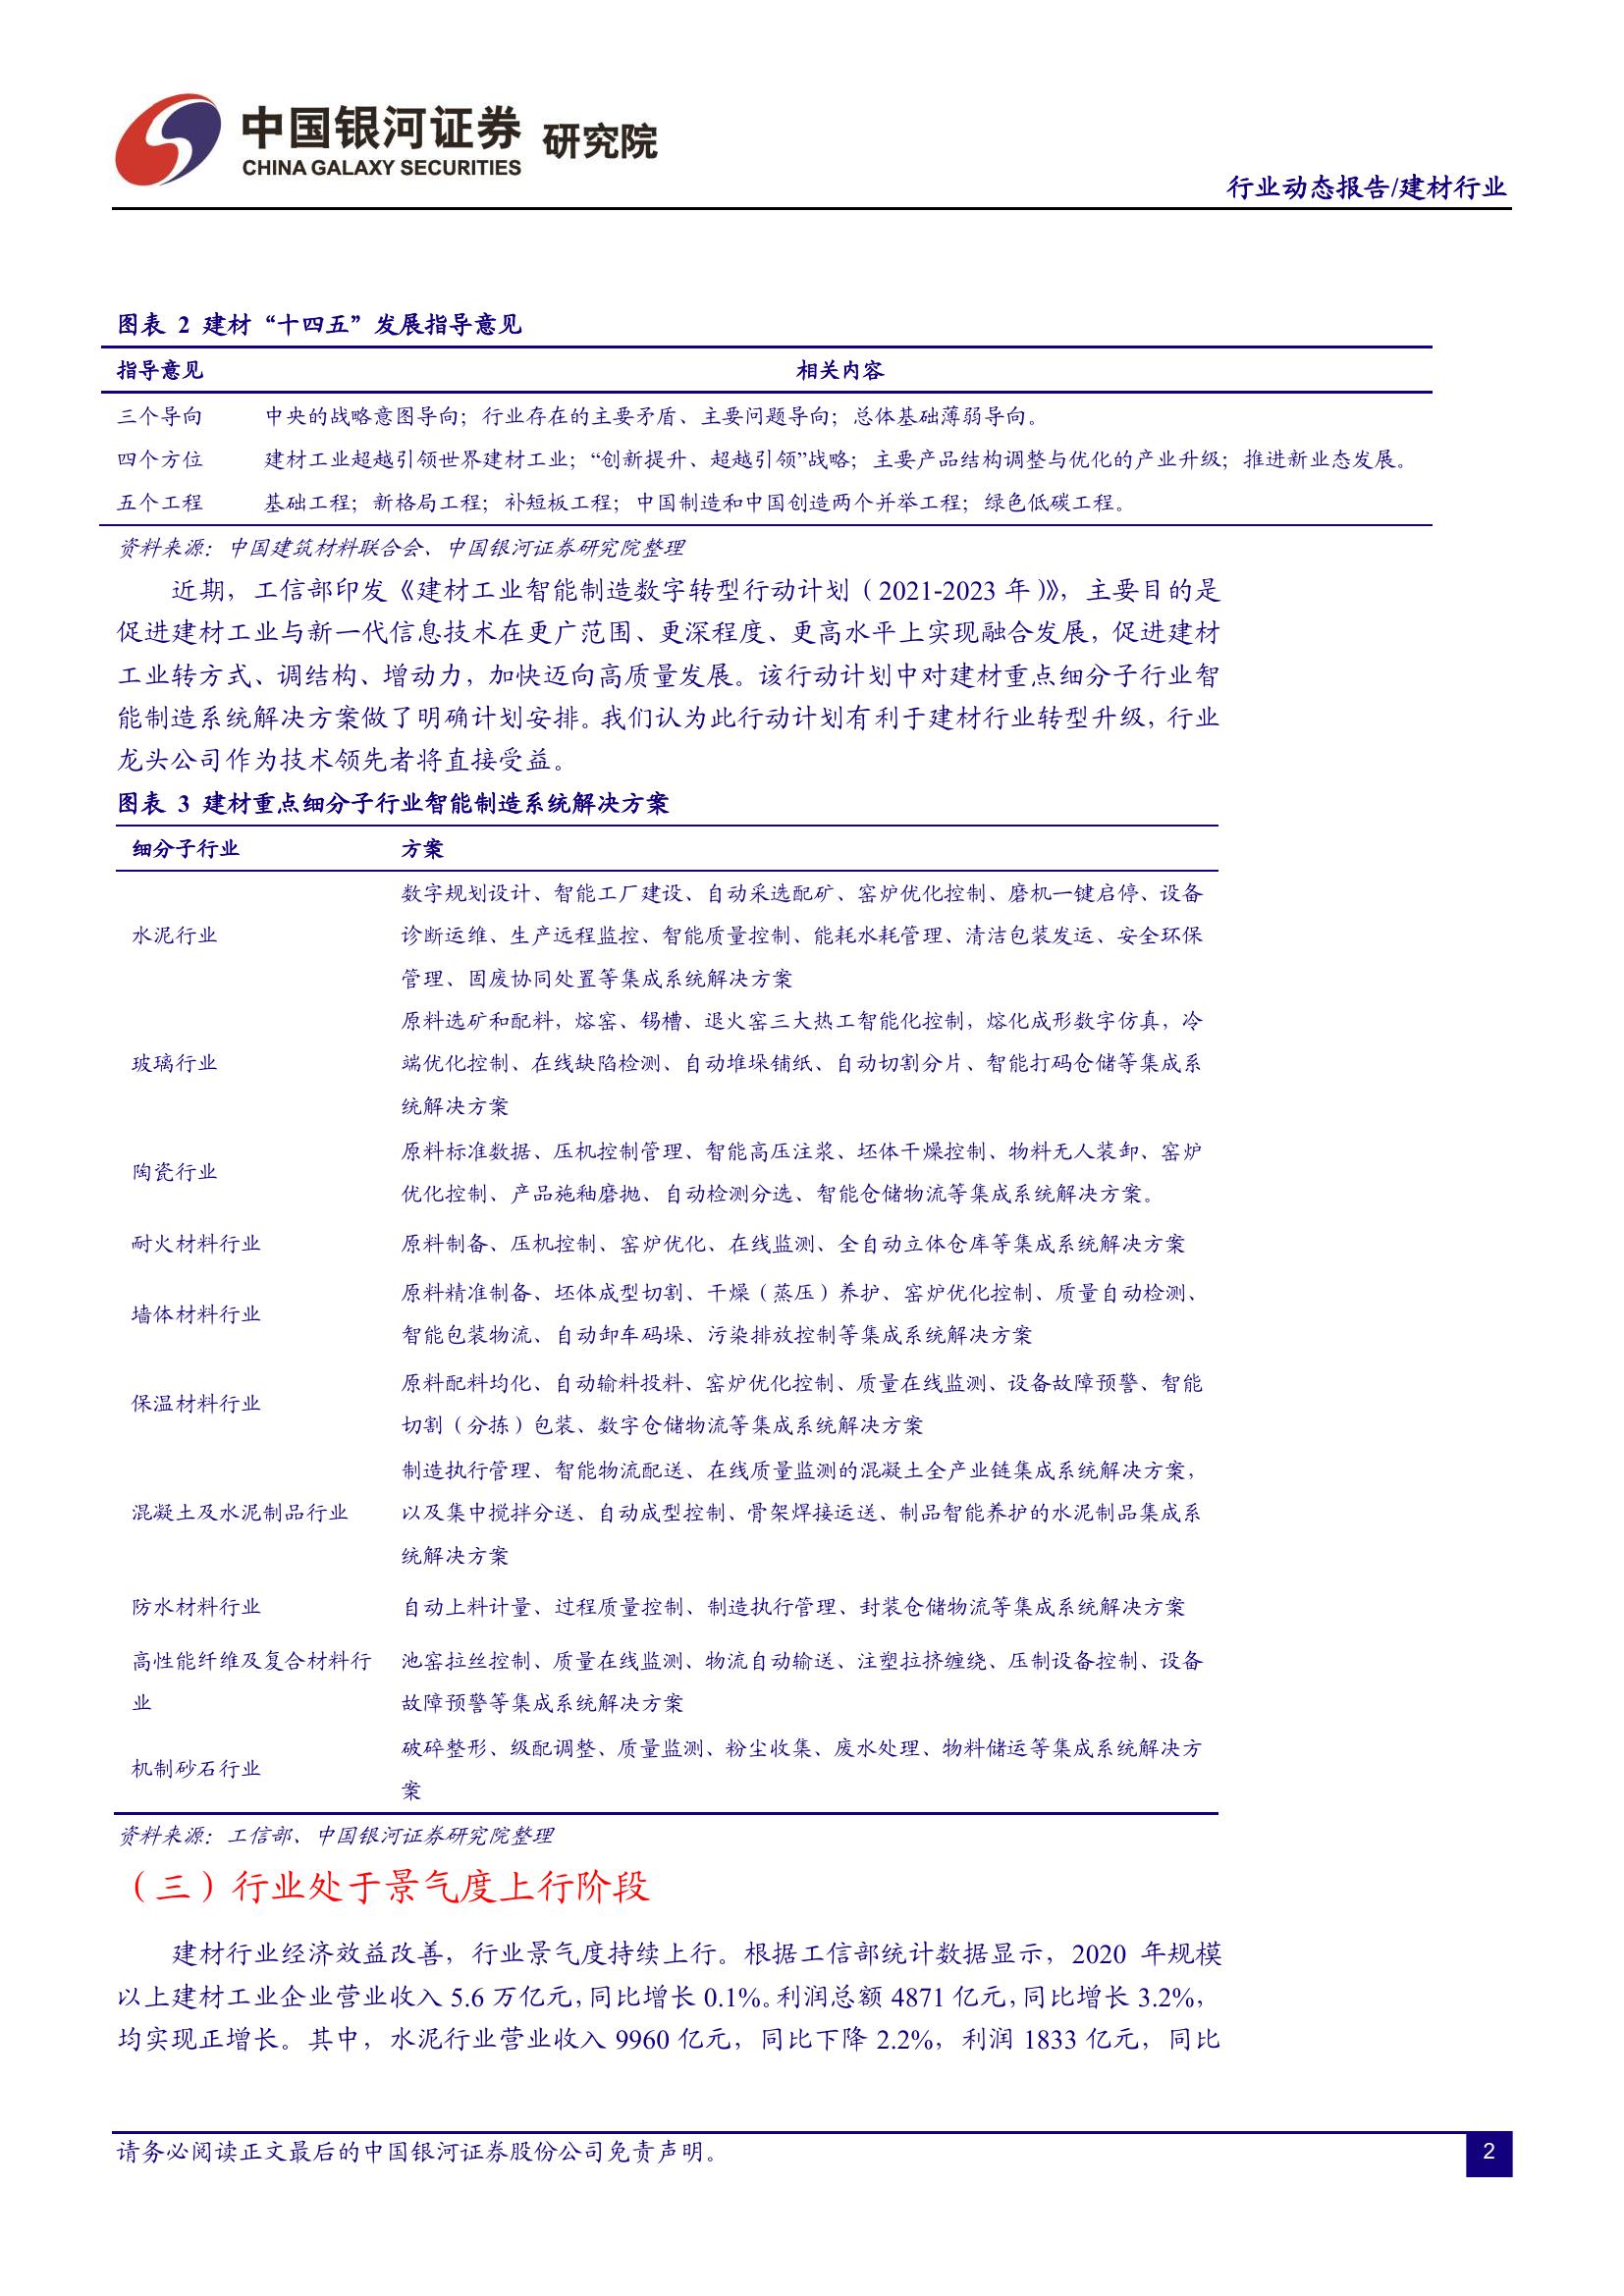 中国银河证券 研究院
CHINA GALAXY SECURITIES
行业动态报告/建材行业
图表 2 建材“十四五”发展指导意见
指导意见 相关内容
三个导向 中央的战略意图导向；行业存在的主要矛盾、主要问题导向；总体基础薄弱导向。
四个方位 建材工业超越引领世界建材工业；“创新提升、超越引领”战略；主要产品结构调整与优化的产业升级；推进新业态发展。
五个工程 基础工程；新格局工程；补短板工程；中国制造和中国创造两个并举工程；绿色低碳工程。
资料来源：中国建筑材料联合会、中国银河证券研究院整理
近期，工信部印发《建材工业智能制造数字转型行动计划（2021-2023 年）》，主要目的是
促进建材工业与新一代信息技术在更广范围、更深程度、更高水平上实现融合发展，促进建材
工业转方式、调结构、增动力，加快迈向高质量发展。该行动计划中对建材重点细分子行业智
能制造系统解决方案做了明确计划安排。我们认为此行动计划有利于建材行业转型升级，行业
龙头公司作为技术领先者将直接受益。
图表 3 建材重点细分子行业智能制造系统解决方案
细分子行业 方案
数字规划设计、智能工厂建设、自动采选配矿、窑炉优化控制、磨机一键启停、设备
水泥行业 诊断运维、生产远程监控、智能质量控制、能耗水耗管理、清洁包装发运、安全环保
管理、固废协同处置等集成系统解决方案
原料选矿和配料，熔窑、锡槽、退火窑三大热工智能化控制，熔化成形数字仿真，冷
玻璃行业 端优化控制、在线缺陷检测、自动堆垛铺纸、自动切割分片、智能打码仓储等集成系
统解决方案
陶瓷行业 原料标准数据、压机控制管理、智能高压注浆、坯体干燥控制、物料无人装卸、窑炉
优化控制、产品施釉磨抛、自动检测分选、智能仓储物流等集成系统解决方案。
耐火材料行业 原料制备、压机控制、窑炉优化、在线监测、全自动立体仓库等集成系统解决方案
墙体材料行业 原料精准制备、坯体成型切割、干燥（蒸压）养护、窑炉优化控制、质量自动检测、
智能包装物流、自动卸车码垛、污染排放控制等集成系统解决方案
保温材料行业 原料配料均化、自动输料投料、窑炉优化控制、质量在线监测、设备故障预警、智能
切割（分拣）包装、数字仓储物流等集成系统解决方案
制造执行管理、智能物流配送、在线质量监测的混凝土全产业链集成系统解决方案，
混凝土及水泥制品行业 以及集中搅拌分送、自动成型控制、骨架焊接运送、制品智能养护的水泥制品集成系
统解决方案
防水材料行业 自动上料计量、过程质量控制、制造执行管理、封装仓储物流等集成系统解决方案
高性能纤维及复合材料行 池窑拉丝控制、质量在线监测、物流自动输送、注塑拉挤缠绕、压制设备控制、设备
业 故障预警等集成系统解决方案
机制砂石行业 破碎整形、级配调整、质量监测、粉尘收集、废水处理、物料储运等集成系统解决方
案
资料来源：工信部、中国银河证券研究院整理
（三）行业处于景气度上行阶段
建材行业经济效益改善，行业景气度持续上行。根据工信部统计数据显示，2020 年规模
以上建材工业企业营业收入 5.6 万亿元，同比增长 0.1%。利润总额 4871 亿元，同比增长 3.2%，
均实现正增长。其中，水泥行业营业收入 9960 亿元，同比下降 2.2%，利润 1833 亿元，同比
请务必阅读正文最后的中国银河证券股份公司免责声明。
2